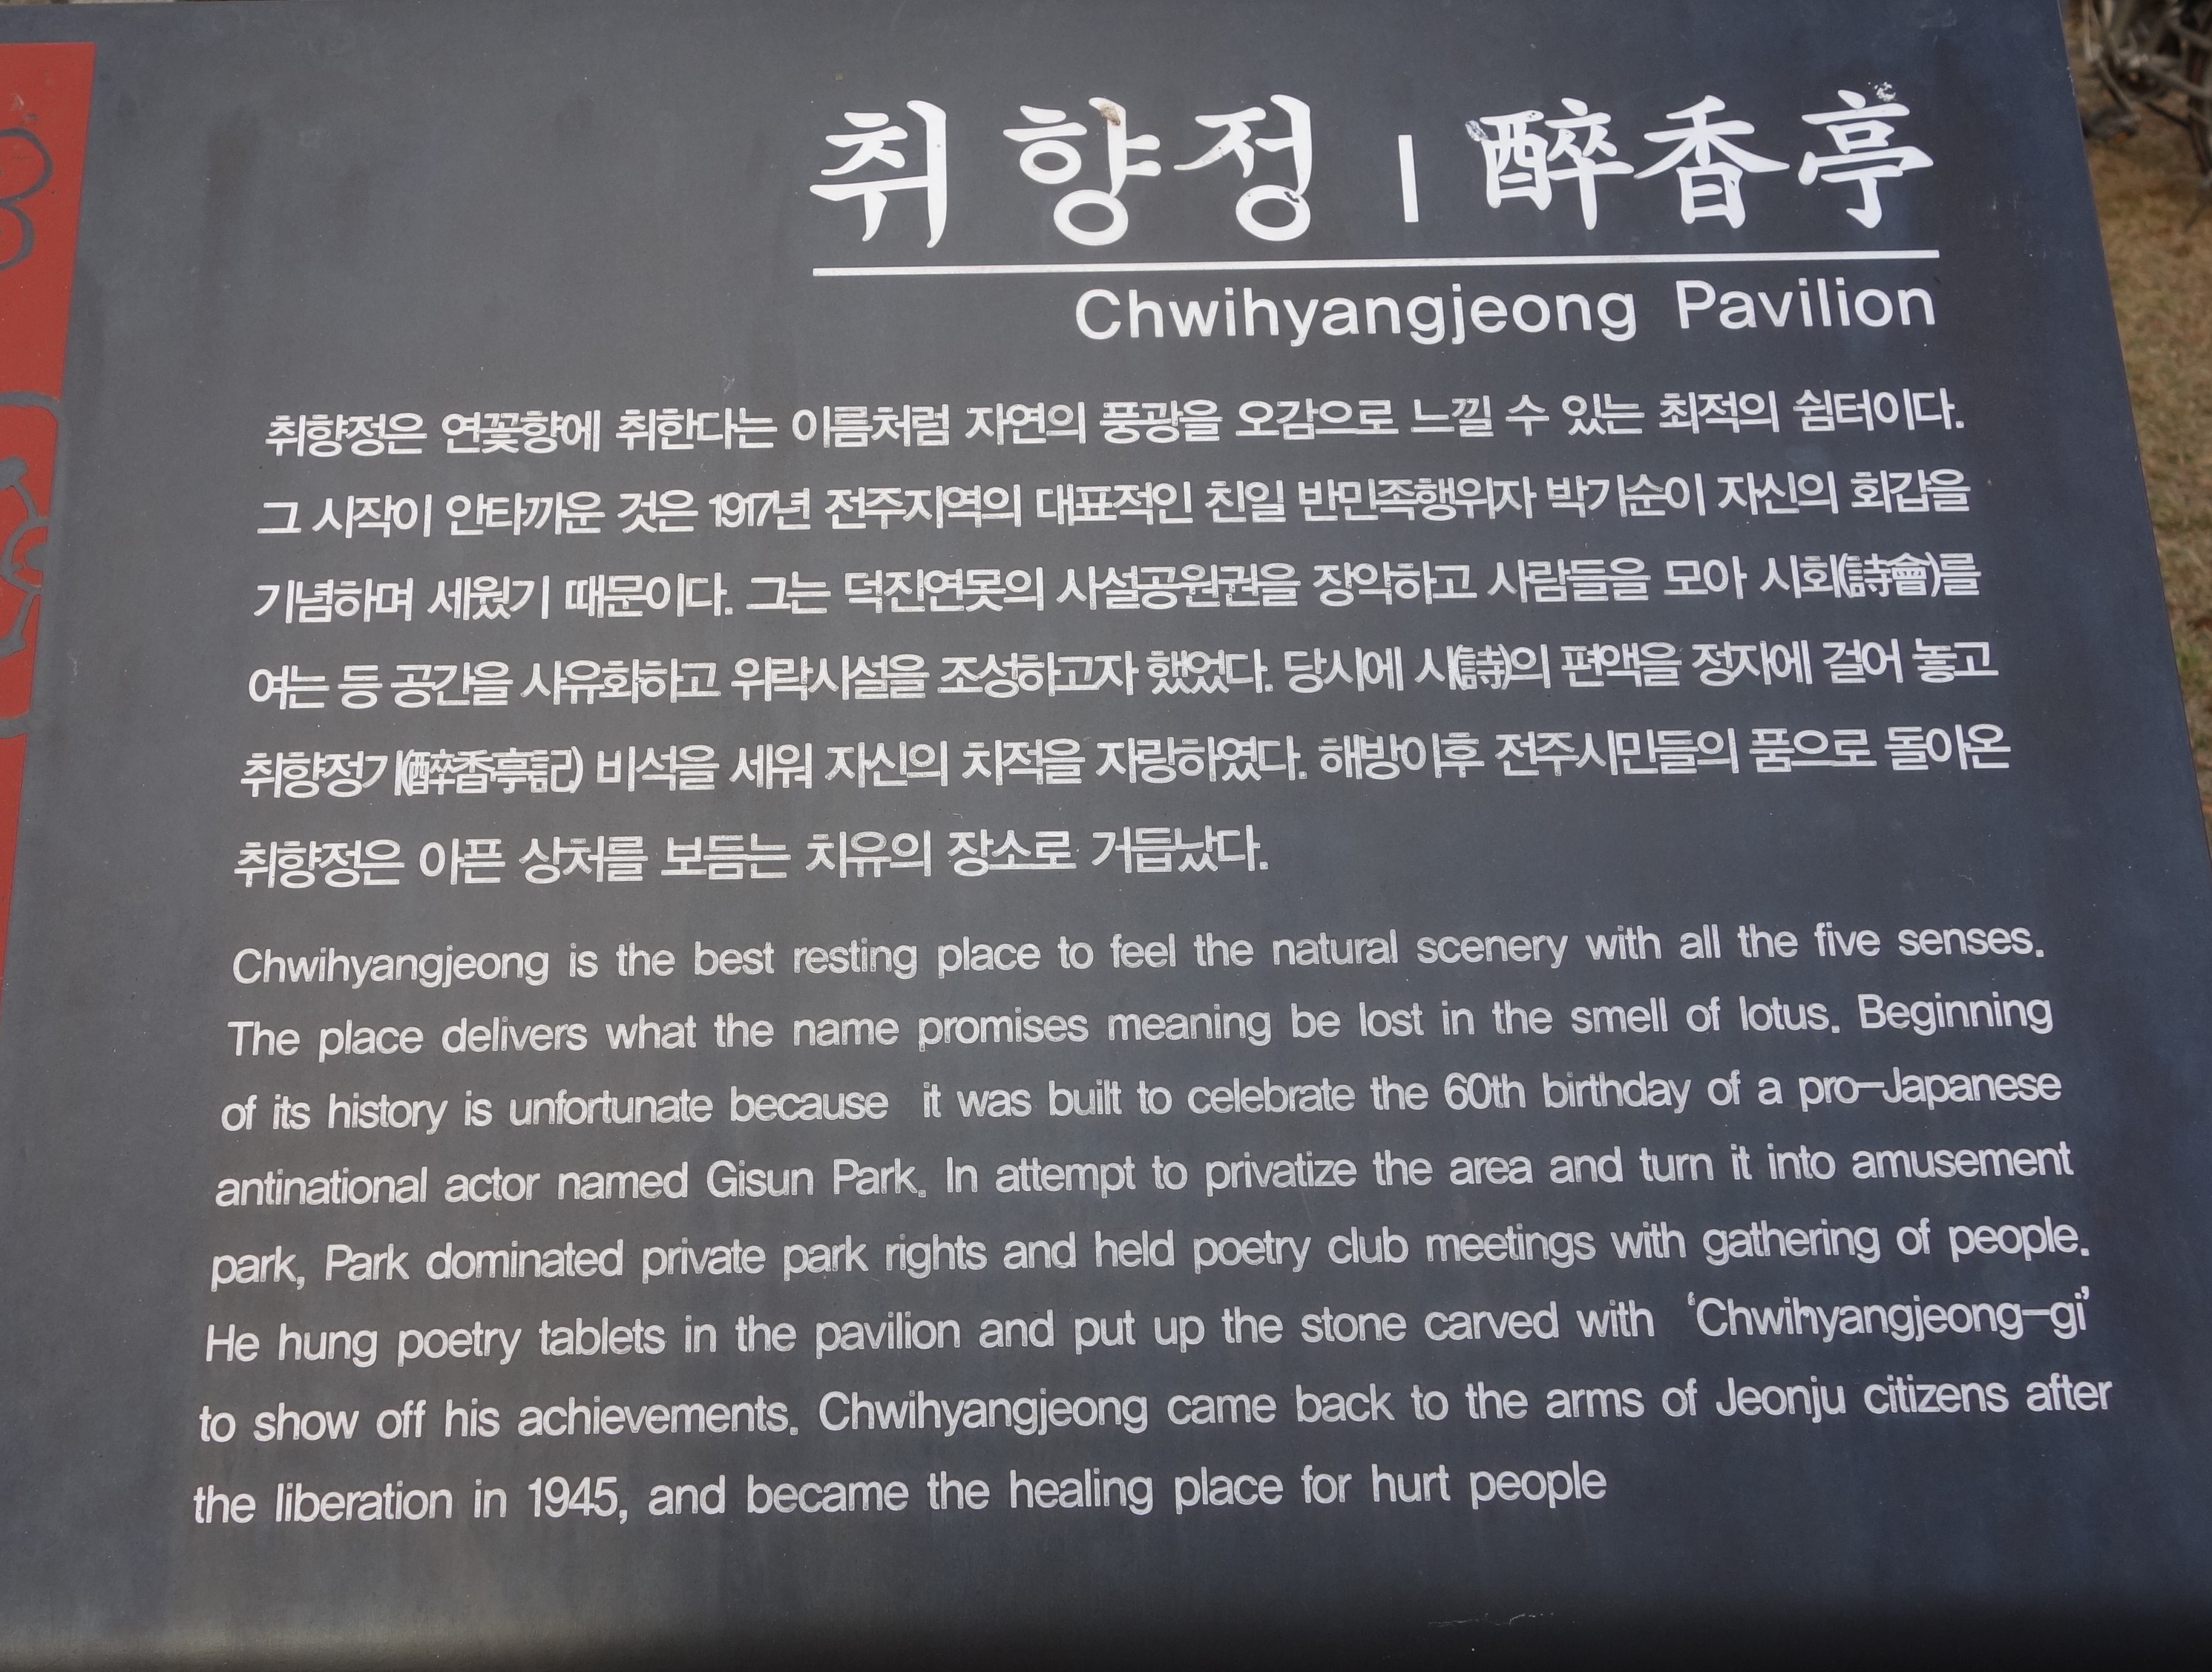 취향정 | 醉香亭
Chwihyangjeong Pavilion
취향정은 연꽃향에 취한다는 이름처럼 자연의 풍광을 오감으로 느낄 수 있는 최적의 쉼터이다.
그 시작이 안타까운 것은 1917년 전주지역의 대표적인 친일 반민족행위자 박기순이 자신의 회갑을
기념하며 세웠기 때문이다. 그는 덕진연못의 사설공원권을 장악하고 사람들을 모아 시회(詩會)를
여는 등 공간을 사유화하고 위락시설을 조성하고자 했었다. 당시에 시(詩)의 편액을 정자에 걸어 놓고
취향정기(醉香亭記) 비석을 세워 자신의 치적을 자랑하였다. 해방이후 전주시민들의 품으로 돌아온
취향정은 아픈 상처를 보듬는 치유의 장소로 거듭났다.
Chwihyangjeong is the best resting place to feel the natural scenery with all the five senses.
The place delivers what the name promises meaning be lost in the smell of lotus. Beginning
of its history is unfortunate because it was built to celebrate the 60th birthday of a pro-Japanese
antinational actor named Gisun Park. In attempt to privatize the area and turn it into amusement
park, Park dominated private park rights and held poetry club meetings with gathering of people.
He hung poetry tablets in the pavilion and put up the stone carved with ‘Chwihyangjeong-gi’
to show off his achievements. Chwihyangjeong came back to the arms of Jeonju citizens after
the liberation in 1945, and became the healing place for hurt people